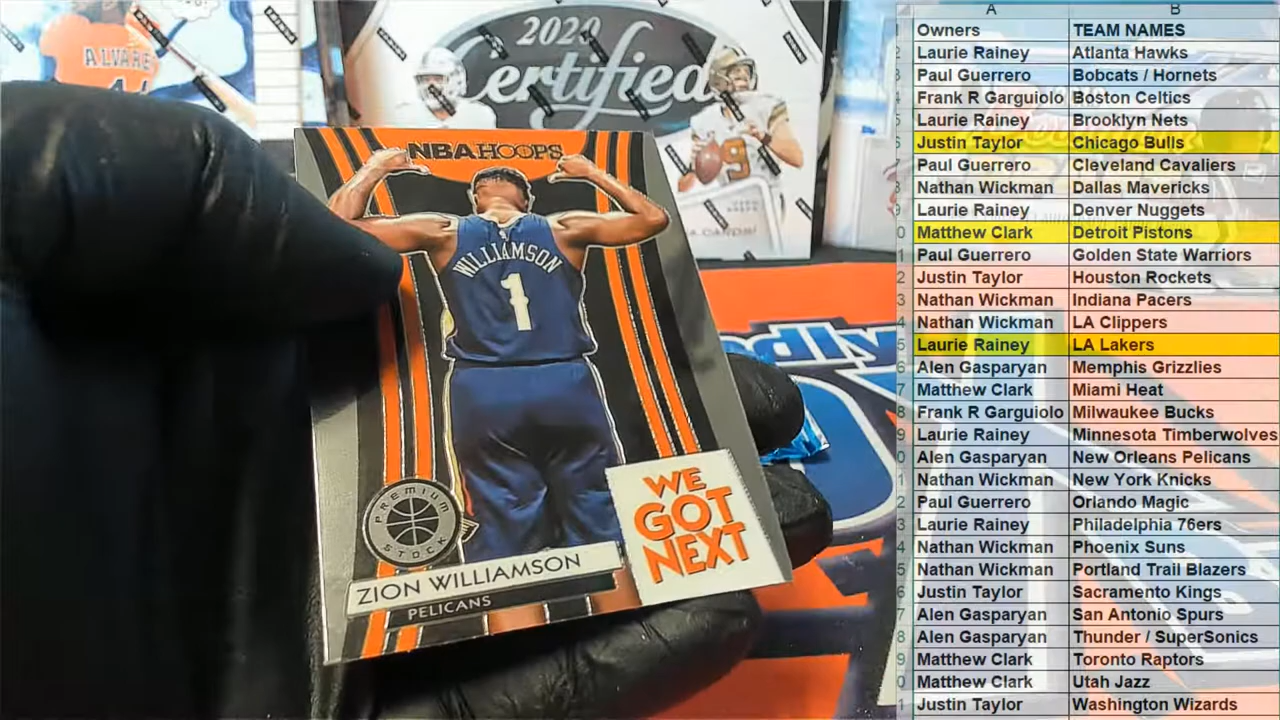 ALVARE
2020
Certified
9
NBA HOOPS
WILLIAMSON
1
PREMIUM
STOCK
WE
GOT
NEXT
ZION WILLIAMSON
PELICANS
dly
A B
Owners TEAM NAMES
Laurie Rainey Atlanta Hawks
Paul Guerrero Bobcats / Hornets
Frank R Garguiolo Boston Celtics
Laurie Rainey Brooklyn Nets
Justin Taylor Chicago Bulls
Paul Guerrero Cleveland Cavaliers
Nathan Wickman Dallas Mavericks
Laurie Rainey Denver Nuggets
Matthew Clark Detroit Pistons
Paul Guerrero Golden State Warriors
Justin Taylor Houston Rockets
Nathan Wickman Indiana Pacers
Nathan Wickman LA Clippers
Laurie Rainey LA Lakers
Alen Gasparyan Memphis Grizzlies
Matthew Clark Miami Heat
Frank R Garguiolo Milwaukee Bucks
Laurie Rainey Minnesota Timberwolves
Alen Gasparyan New Orleans Pelicans
Nathan Wickman New York Knicks
Paul Guerrero Orlando Magic
Laurie Rainey Philadelphia 76ers
Nathan Wickman Phoenix Suns
Nathan Wickman Portland Trail Blazers
Justin Taylor Sacramento Kings
Alen Gasparyan San Antonio Spurs
Alen Gasparyan Thunder / SuperSonics
Matthew Clark Toronto Raptors
Matthew Clark Utah Jazz
Justin Taylor Washington Wizards